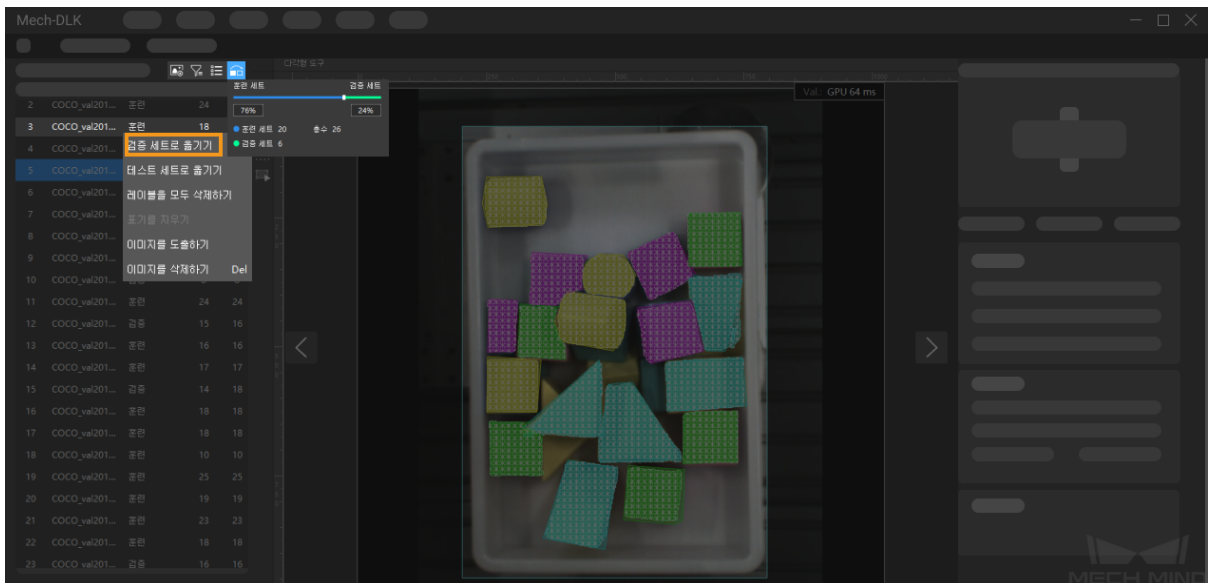 Mech-DLK
다각형 도구
훈련 세트 검증 세트
76% 24%
훈련 세트 20 총수 26
검증 세트 6
Val.: GPU 64 ms
2 COCO_val201... 훈련 24
3 COCO_val201... 훈련 18
4 COCO_val201...
5 COCO_val201...
6 COCO_val201...
7 COCO_val201...
8 COCO_val201...
9 COCO_val201...
10 COCO_val201...
검증 세트로 옮기기
테스트 세트로 옮기기
레이블을 모두 삭제하기
표기를 지우기
이미지를 도출하기
이미지를 삭제하기 Del
11 COCO_val201... 훈련 24 24
12 COCO_val201... 검증 15 16
13 COCO_val201... 훈련 16 16
14 COCO_val201... 훈련 17 17
15 COCO_val201... 검증 14 18
16 COCO_val201... 훈련 18 18
17 COCO_val201... 훈련 18 18
18 COCO_val201... 훈련 10 10
19 COCO_val201... 훈련 25 25
20 COCO_val201... 훈련 19 19
21 COCO_val201... 훈련 23 23
22 COCO_val201... 훈련 18 18
23 COCO_val201... 검증 16 16
MECH MIND